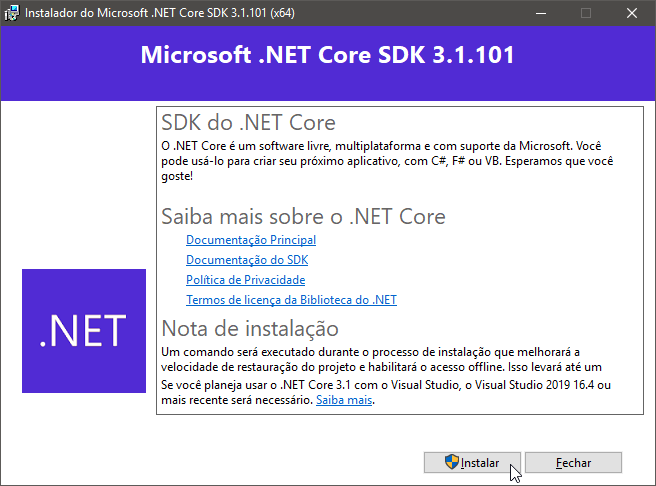 Instalador do Microsoft .NET Core SDK 3.1.101 (x64)
Microsoft .NET Core SDK 3.1.101
SDK do .NET Core
O .NET Core é um software livre, multiplataforma e com suporte da Microsoft. Você
pode usá-lo para criar seu próximo aplicativo, com C#, F# ou VB. Esperamos que você
goste!
Saiba mais sobre o .NET Core
Documentação Principal
Documentação do SDK
Política de Privacidade
Termos de licença da Biblioteca do .NET
.NET
Nota de instalação
Um comando será executado durante o processo de instalação que melhorará a
velocidade de restauração do projeto e habilitará o acesso offline. Isso levará até um
Se você planeja usar o .NET Core 3.1 com o Visual Studio, o Visual Studio 2019 16.4 ou
mais recente será necessário. Saiba mais.
Instalar
Fechar